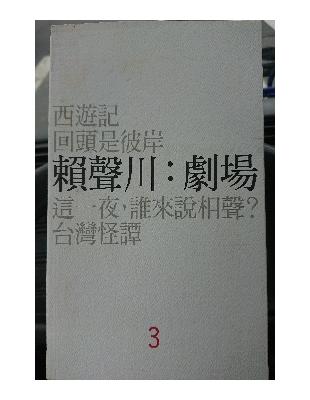 西遊記
回頭是彼岸
賴聲川：劇場
這一夜，誰來說相聲？
台灣怪譚
3